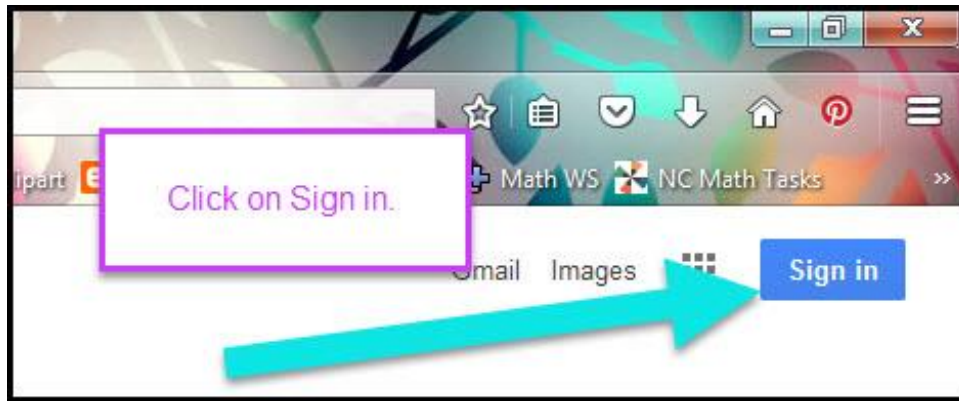 ipart Math WS NC Math Tasks »
Click on Sign in.
Gmail Images Sign in